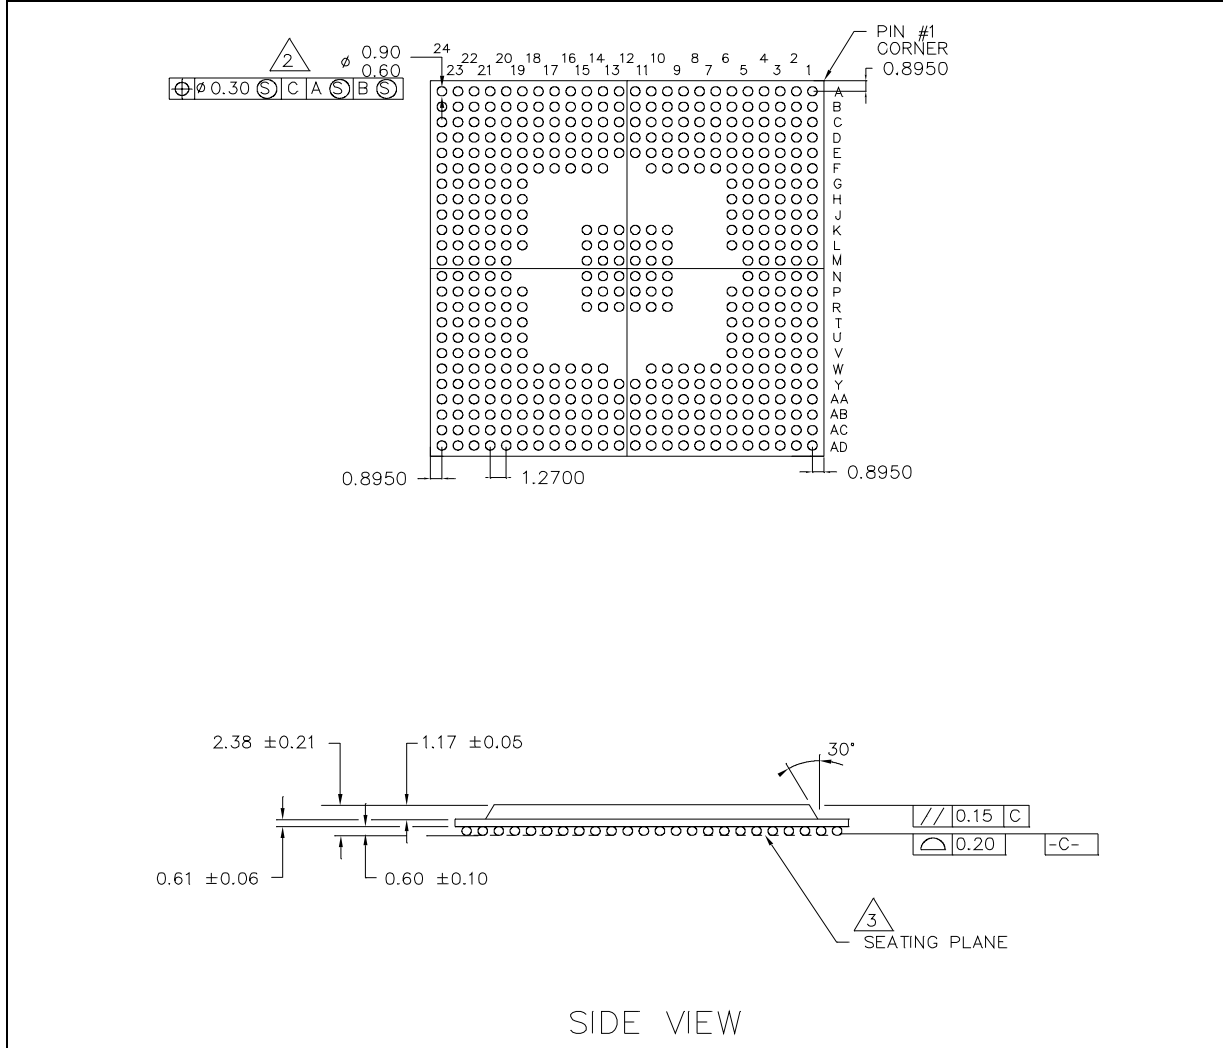 PIN #1
CORNER
0.8950
2
ø 0.90
0.60
⌖ ø 0.30 Ⓢ C A Ⓢ B Ⓢ
24 22 20 18 16 14 12 10 8 6 4 2
23 21 19 17 15 13 11 9 7 5 3 1
A
B
C
D
E
F
G
H
J
K
L
M
N
P
R
T
U
V
W
Y
AA
AB
AC
AD
0.8950
1.2700
0.8950
2.38 ±0.21
1.17 ±0.05
30°
// 0.15 C
⌓ 0.20
-C-
0.61 ±0.06
0.60 ±0.10
3
SEATING PLANE
SIDE VIEW